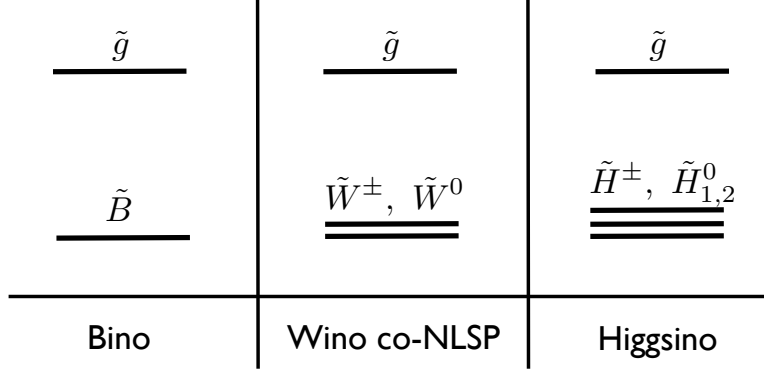 g̃ g̃ g̃
B̃ W̃±, W̃⁰ H̃±, H̃⁰₁,₂
Bino Wino co-NLSP Higgsino